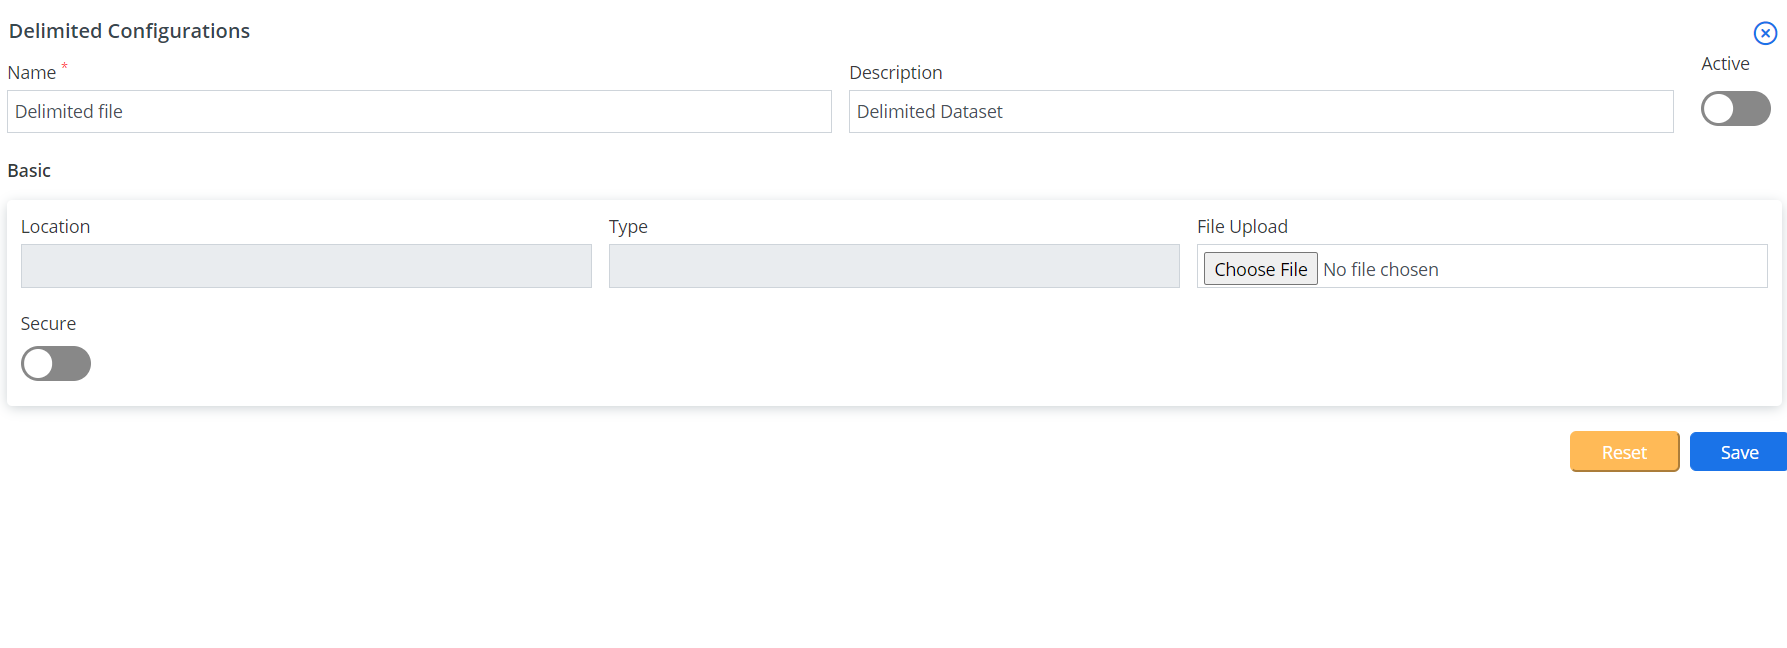 Delimited Configurations
Name *
Description
Active
Delimited file
Delimited Dataset
Basic
Location
Type
File Upload
Choose File No file chosen
Secure
Reset
Save